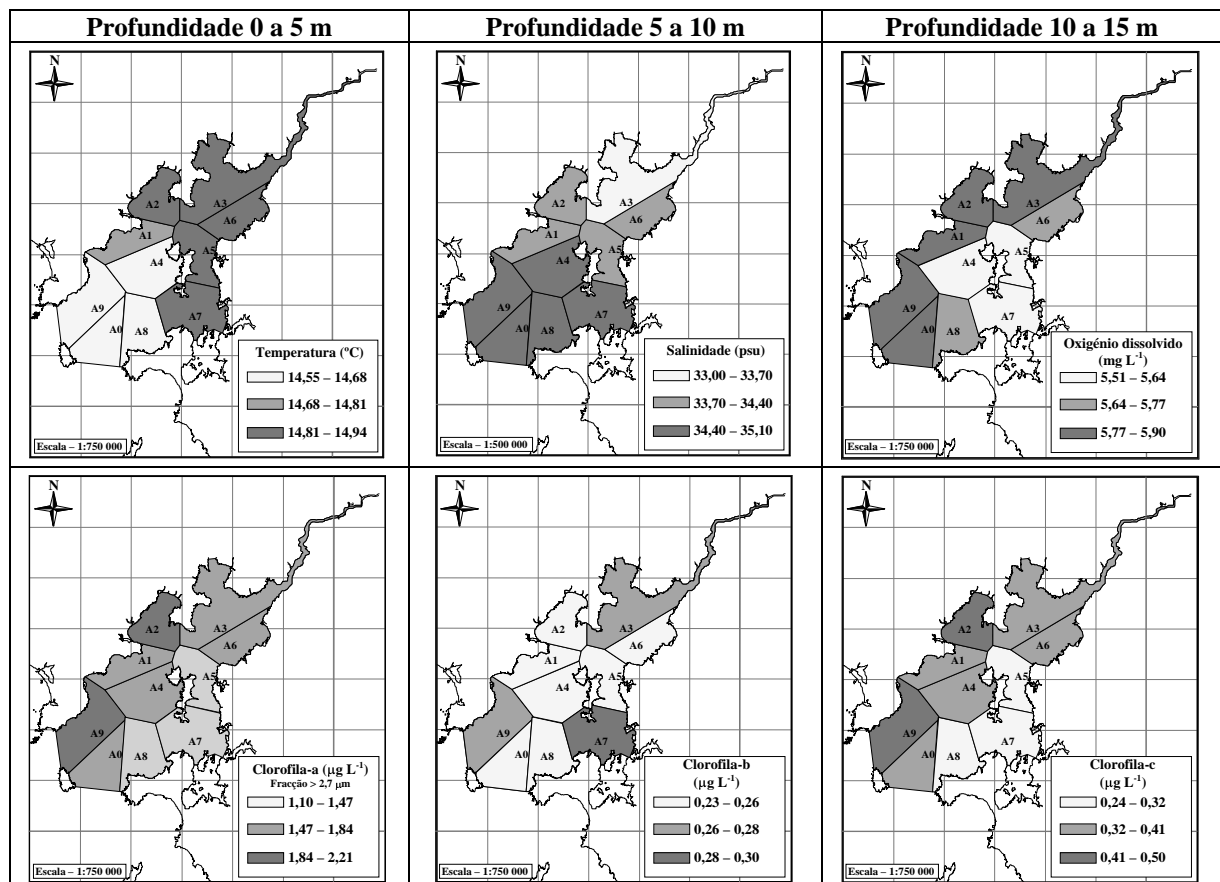 Profundidade 0 a 5 m
Profundidade 5 a 10 m
Profundidade 10 a 15 m
N
A2
A3
A6
A1
A5
A4
A9
A0
A8
A7
Temperatura (ºC)
14,55 – 14,68
14,68 – 14,81
14,81 – 14,94
Escala – 1:750 000
N
A2
A3
A6
A1
A5
A4
A9
A0
A8
A7
Salinidade (psu)
33,00 – 33,70
33,70 – 34,40
34,40 – 35,10
Escala – 1:500 000
N
A2
A3
A6
A1
A5
A4
A9
A0
A8
A7
Oxigénio dissolvido
(mg L⁻¹)
5,51 – 5,64
5,64 – 5,77
5,77 – 5,90
Escala – 1:750 000
N
A2
A3
A6
A1
A5
A4
A9
A0
A8
A7
Clorofila-a (µg L⁻¹)
Fracção > 2,7 µm
1,10 – 1,47
1,47 – 1,84
1,84 – 2,21
Escala – 1:750 000
N
A2
A3
A6
A1
A5
A4
A9
A0
A8
A7
Clorofila-b
(µg L⁻¹)
0,23 – 0,26
0,26 – 0,28
0,28 – 0,30
Escala – 1:750 000
N
A2
A3
A6
A1
A5
A4
A9
A0
A8
A7
Clorofila-c
(µg L⁻¹)
0,24 – 0,32
0,32 – 0,41
0,41 – 0,50
Escala – 1:750 000